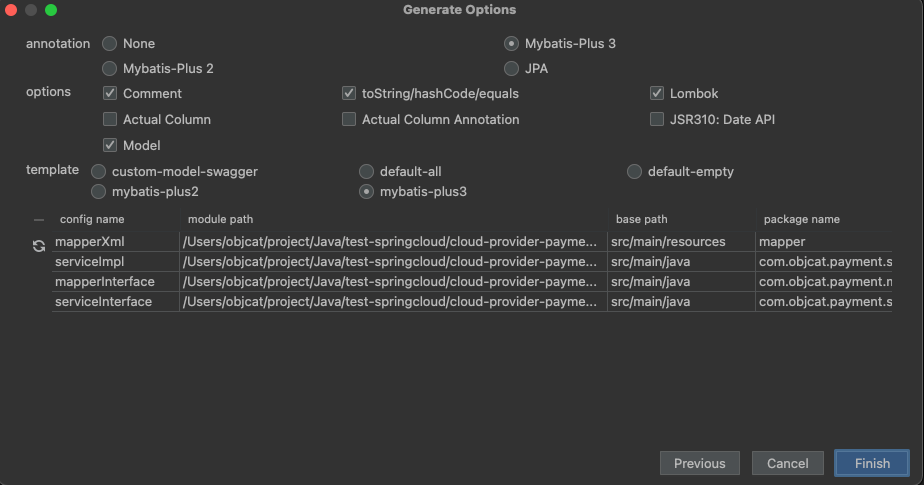 Generate Options
annotation None Mybatis-Plus 3
Mybatis-Plus 2 JPA
options Comment toString/hashCode/equals Lombok
Actual Column Actual Column Annotation JSR310: Date API
Model
template custom-model-swagger default-all default-empty
mybatis-plus2 mybatis-plus3
config name module path base path package name
mapperXml /Users/objcat/project/Java/test-springcloud/cloud-provider-payme... src/main/resources mapper
serviceImpl /Users/objcat/project/Java/test-springcloud/cloud-provider-payme... src/main/java com.objcat.payment.s
mapperInterface /Users/objcat/project/Java/test-springcloud/cloud-provider-payme... src/main/java com.objcat.payment.m
serviceInterface /Users/objcat/project/Java/test-springcloud/cloud-provider-payme... src/main/java com.objcat.payment.s
Previous Cancel Finish